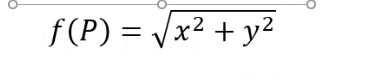 f(P) = √x² + y²